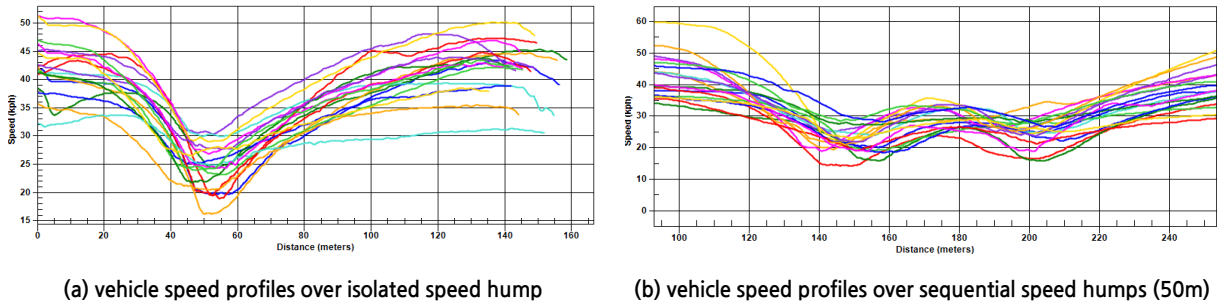 50
45
40
35
30
25
20
15
Speed (kph)
0 20 40 60 80 100 120 140 160
Distance (meters)
60
50
40
30
20
10
0
Speed (kph)
100 120 140 160 180 200 220 240
Distance (meters)
(a) vehicle speed profiles over isolated speed hump
(b) vehicle speed profiles over sequential speed humps (50m)